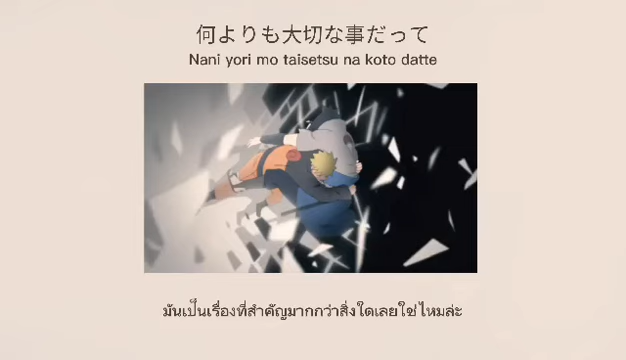 何よりも大切な事だって
Nani yori mo taisetsu na koto datte
มันเป็นเรื่องที่สำคัญมากกว่าสิ่งใดเลยใช่ไหมล่ะ